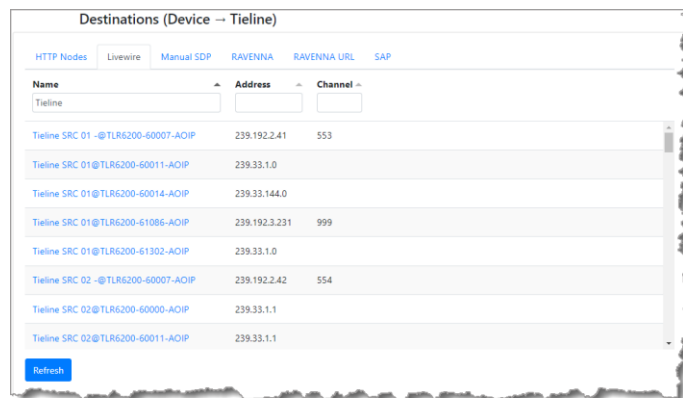 Destinations (Device → Tieline)
HTTP Nodes Livewire Manual SDP RAVENNA RAVENNA URL SAP
Name Address Channel
Tieline
Tieline SRC 01 -@TLR6200-60007-AOIP 239.192.2.41 553
Tieline SRC 01@TLR6200-60011-AOIP 239.33.1.0
Tieline SRC 01@TLR6200-60014-AOIP 239.33.144.0
Tieline SRC 01@TLR6200-61086-AOIP 239.192.3.231 999
Tieline SRC 01@TLR6200-61302-AOIP 239.33.1.0
Tieline SRC 02 -@TLR6200-60007-AOIP 239.192.2.42 554
Tieline SRC 02@TLR6200-60000-AOIP 239.33.1.1
Tieline SRC 02@TLR6200-60011-AOIP 239.33.1.1
Refresh